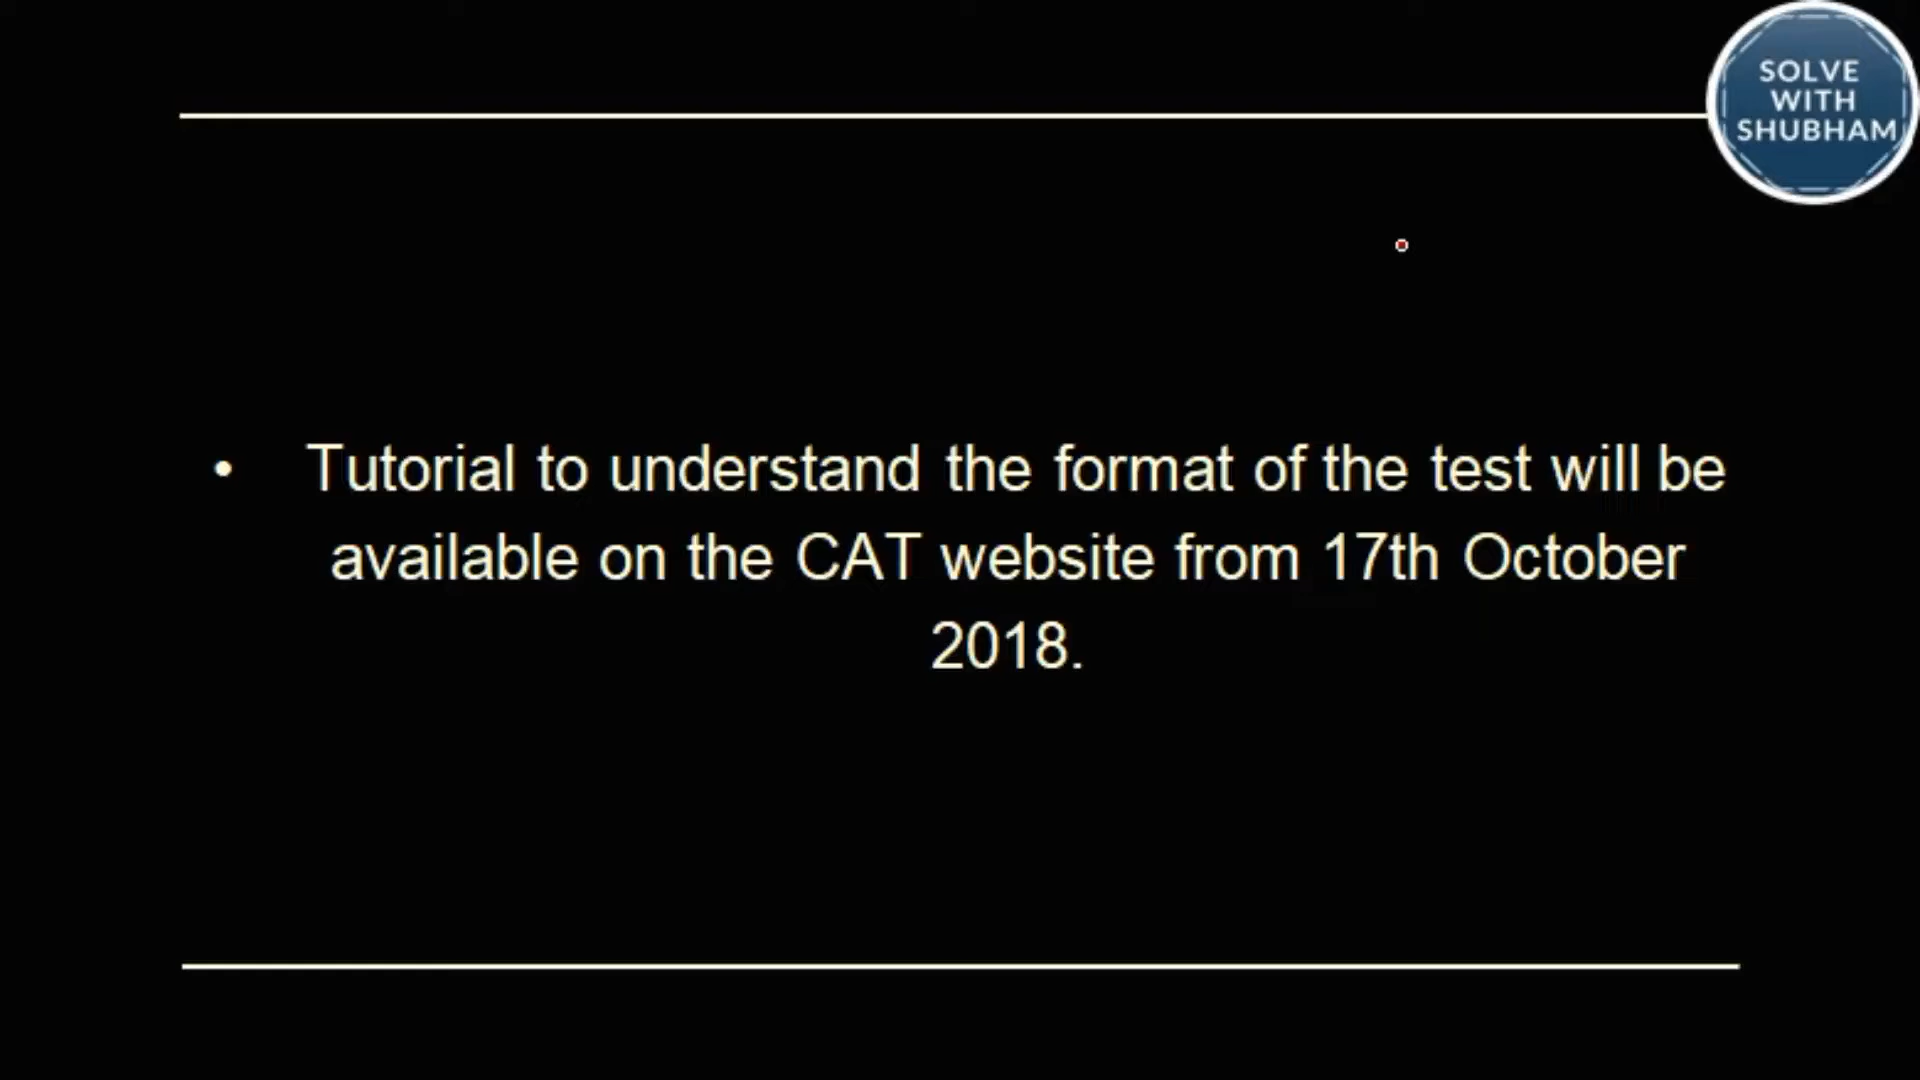 SOLVE
WITH
SHUBHAM
• Tutorial to understand the format of the test will be
available on the CAT website from 17th October
2018.